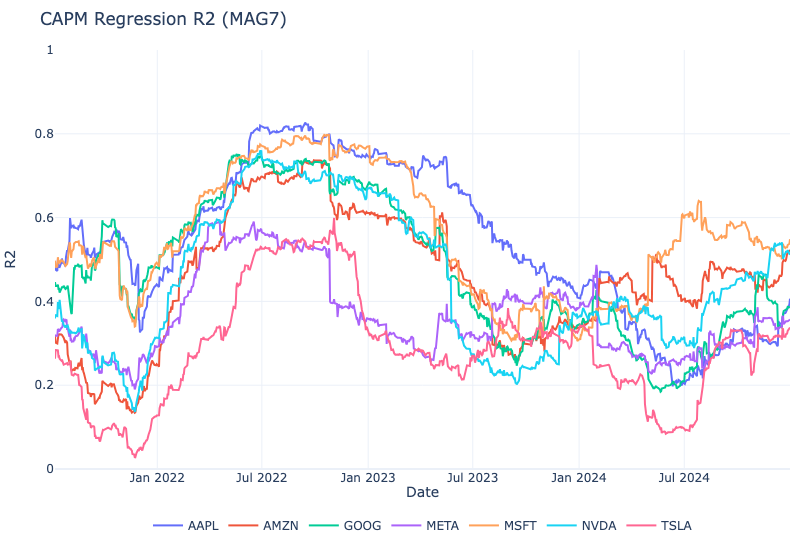 CAPM Regression R2 (MAG7)
1
0.8
0.6
0.4
0.2
0
R2
Jan 2022 Jul 2022 Jan 2023 Jul 2023 Jan 2024 Jul 2024
Date
AAPL AMZN GOOG META MSFT NVDA TSLA